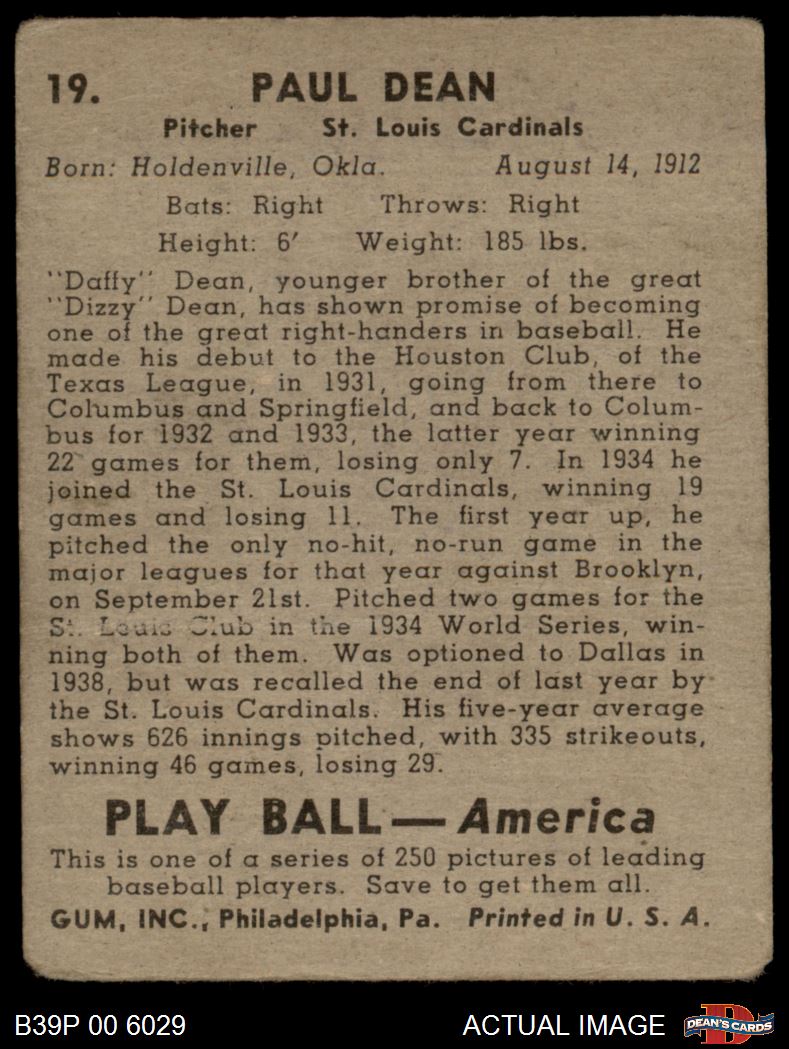 19. PAUL DEAN
Pitcher St. Louis Cardinals
Born: Holdenville, Okla. August 14, 1912
Bats: Right Throws: Right
Height: 6′ Weight: 185 lbs.
"Daffy" Dean, younger brother of the great
"Dizzy" Dean, has shown promise of becoming
one of the great right-handers in baseball. He
made his debut to the Houston Club, of the
Texas League, in 1931, going from there to
Columbus and Springfield, and back to Colum-
bus for 1932 and 1933, the latter year winning
22 games for them, losing only 7. In 1934 he
joined the St. Louis Cardinals, winning 19
games and losing 11. The first year up, he
pitched the only no-hit, no-run game in the
major leagues for that year against Brooklyn,
on September 21st. Pitched two games for the
St. Louis Club in the 1934 World Series, win-
ning both of them. Was optioned to Dallas in
1938, but was recalled the end of last year by
the St. Louis Cardinals. His five-year average
shows 626 innings pitched, with 335 strikeouts,
winning 46 games, losing 29.
PLAY BALL — America
This is one of a series of 250 pictures of leading
baseball players. Save to get them all.
GUM, INC., Philadelphia, Pa. Printed in U. S. A.
B39P 00 6029 ACTUAL IMAGE D DEAN'S CARDS